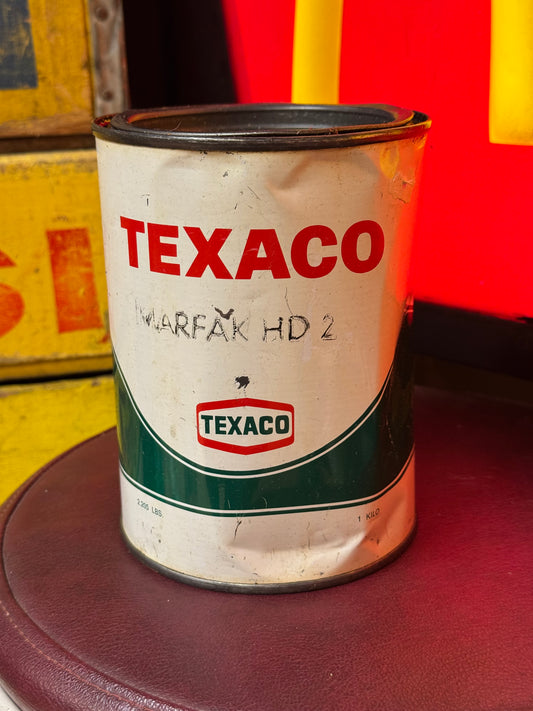 TEXACO
MARFAK HD 2
TEXACO
2.205 LBS
1 KILO